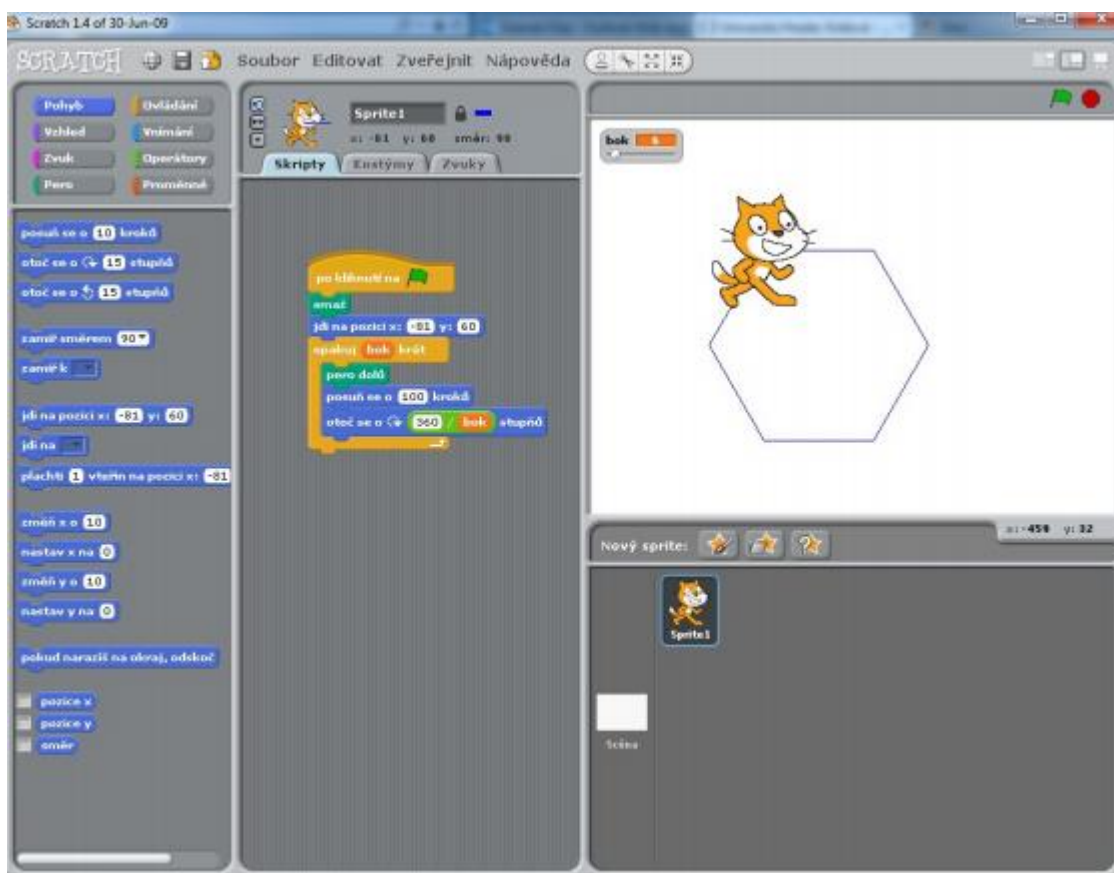 Scratch 1.4 of 30-Jun-09
SCRATCH
Soubor Editovat Zveřejnit Nápověda
Pohyb
Ovládání
Vzhled
Vnímání
Zvuk
Operátory
Pero
Proměnné
posuň se o 10 kroků
otoč se o 15 stupňů
otoč se o 15 stupňů
zamiř směrem 90
zamiř k
jdi na pozici x: -81 y: 60
jdi na
plachti 1 vteřin na pozici x: -81
změň x o 10
nastav x na 0
změň y o 10
nastav y na 0
pokud narazíš na okraj, odskoč
pozice x
pozice y
směr
Sprite1
x: -81 y: 60 směr: 90
Skripty Kostýmy Zvuky
po kliknutí na
smaž
jdi na pozici x: -81 y: 60
opakuj bok krát
pero dolů
posuň se o 100 kroků
otoč se o 360 / bok stupňů
bok
x: -450 y: 32
Nový sprite:
Sprite1
Scéna